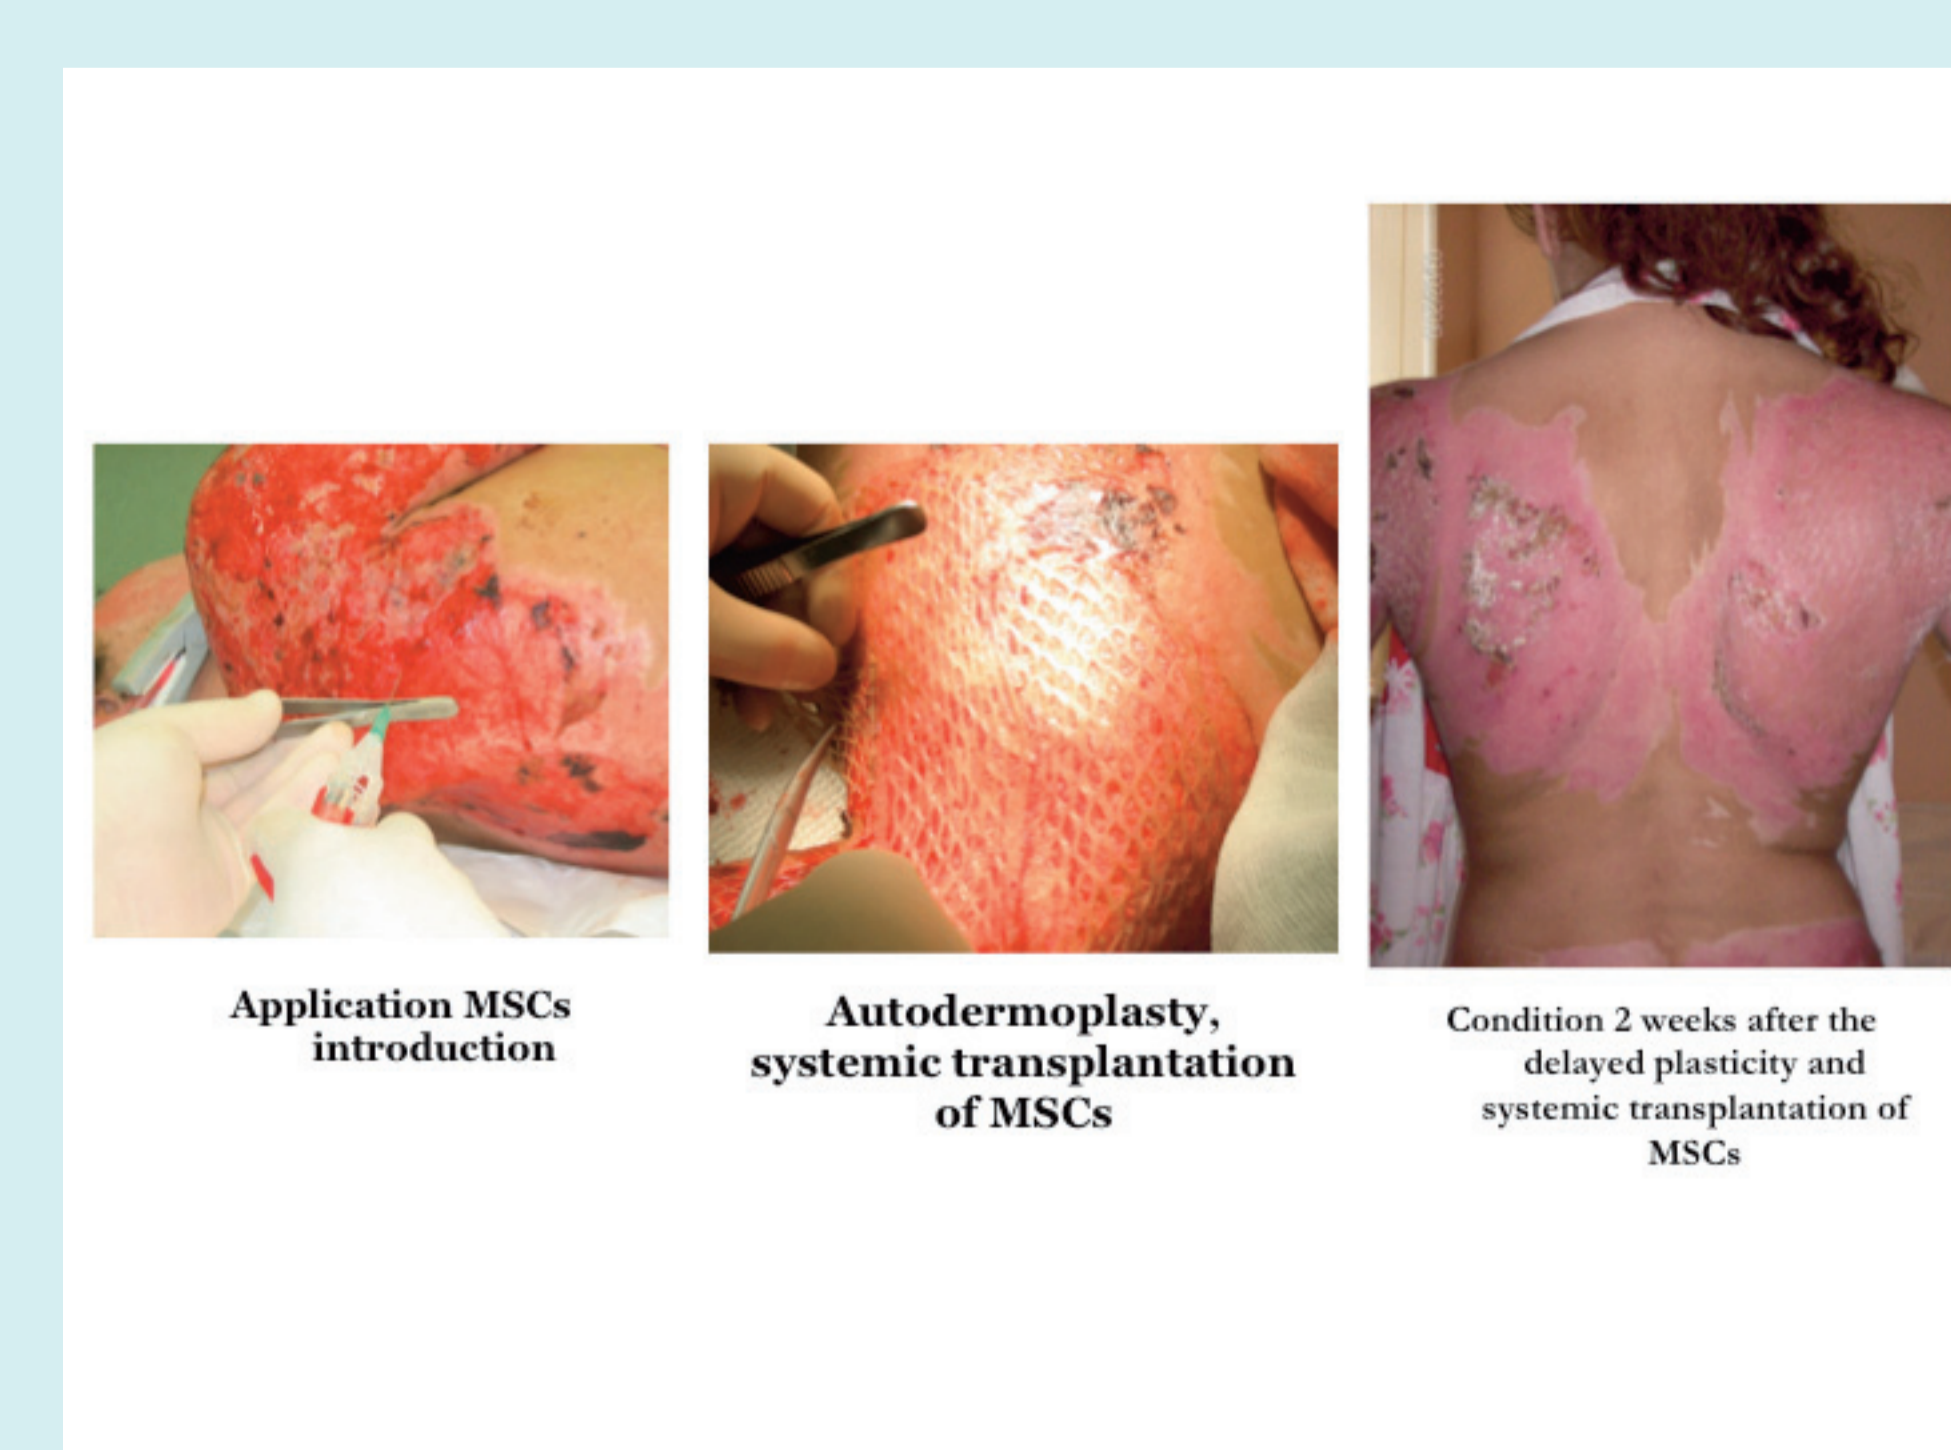 Application MSCs
introduction
Autodermoplasty,
systemic transplantation
of MSCs
Condition 2 weeks after the
delayed plasticity and
systemic transplantation of
MSCs